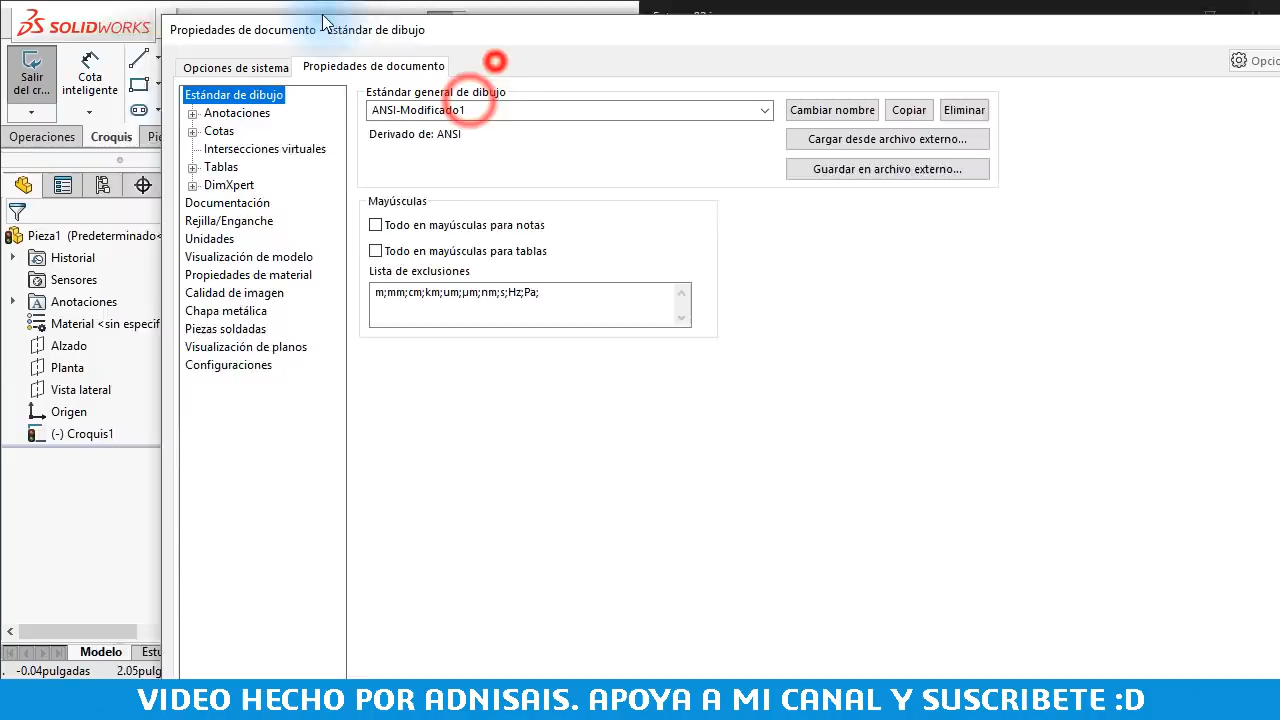 SOLIDWORKS
Propiedades de documento - Estándar de dibujo
Salir
del cr...
Cota
inteligente
Operaciones
Croquis
Pie
Opciones de sistema
Propiedades de documento
Opcio
Estándar de dibujo
Anotaciones
Cotas
Intersecciones virtuales
Tablas
DimXpert
Documentación
Rejilla/Enganche
Unidades
Visualización de modelo
Propiedades de material
Calidad de imagen
Chapa metálica
Piezas soldadas
Visualización de planos
Configuraciones
Estándar general de dibujo
ANSI-Modificado1
Cambiar nombre
Copiar
Eliminar
Derivado de: ANSI
Cargar desde archivo externo...
Guardar en archivo externo...
Mayúsculas
Todo en mayúsculas para notas
Todo en mayúsculas para tablas
Lista de exclusiones
m;mm;cm;km;um;µm;nm;s;Hz;Pa;
Pieza1 (Predeterminado<
Historial
Sensores
Anotaciones
Material <sin especif
Alzado
Planta
Vista lateral
Origen
(-) Croquis1
Modelo
Estu
-0.04pulgadas
2.05pulg
VIDEO HECHO POR ADNISAIS. APOYA A MI CANAL Y SUSCRIBETE :D